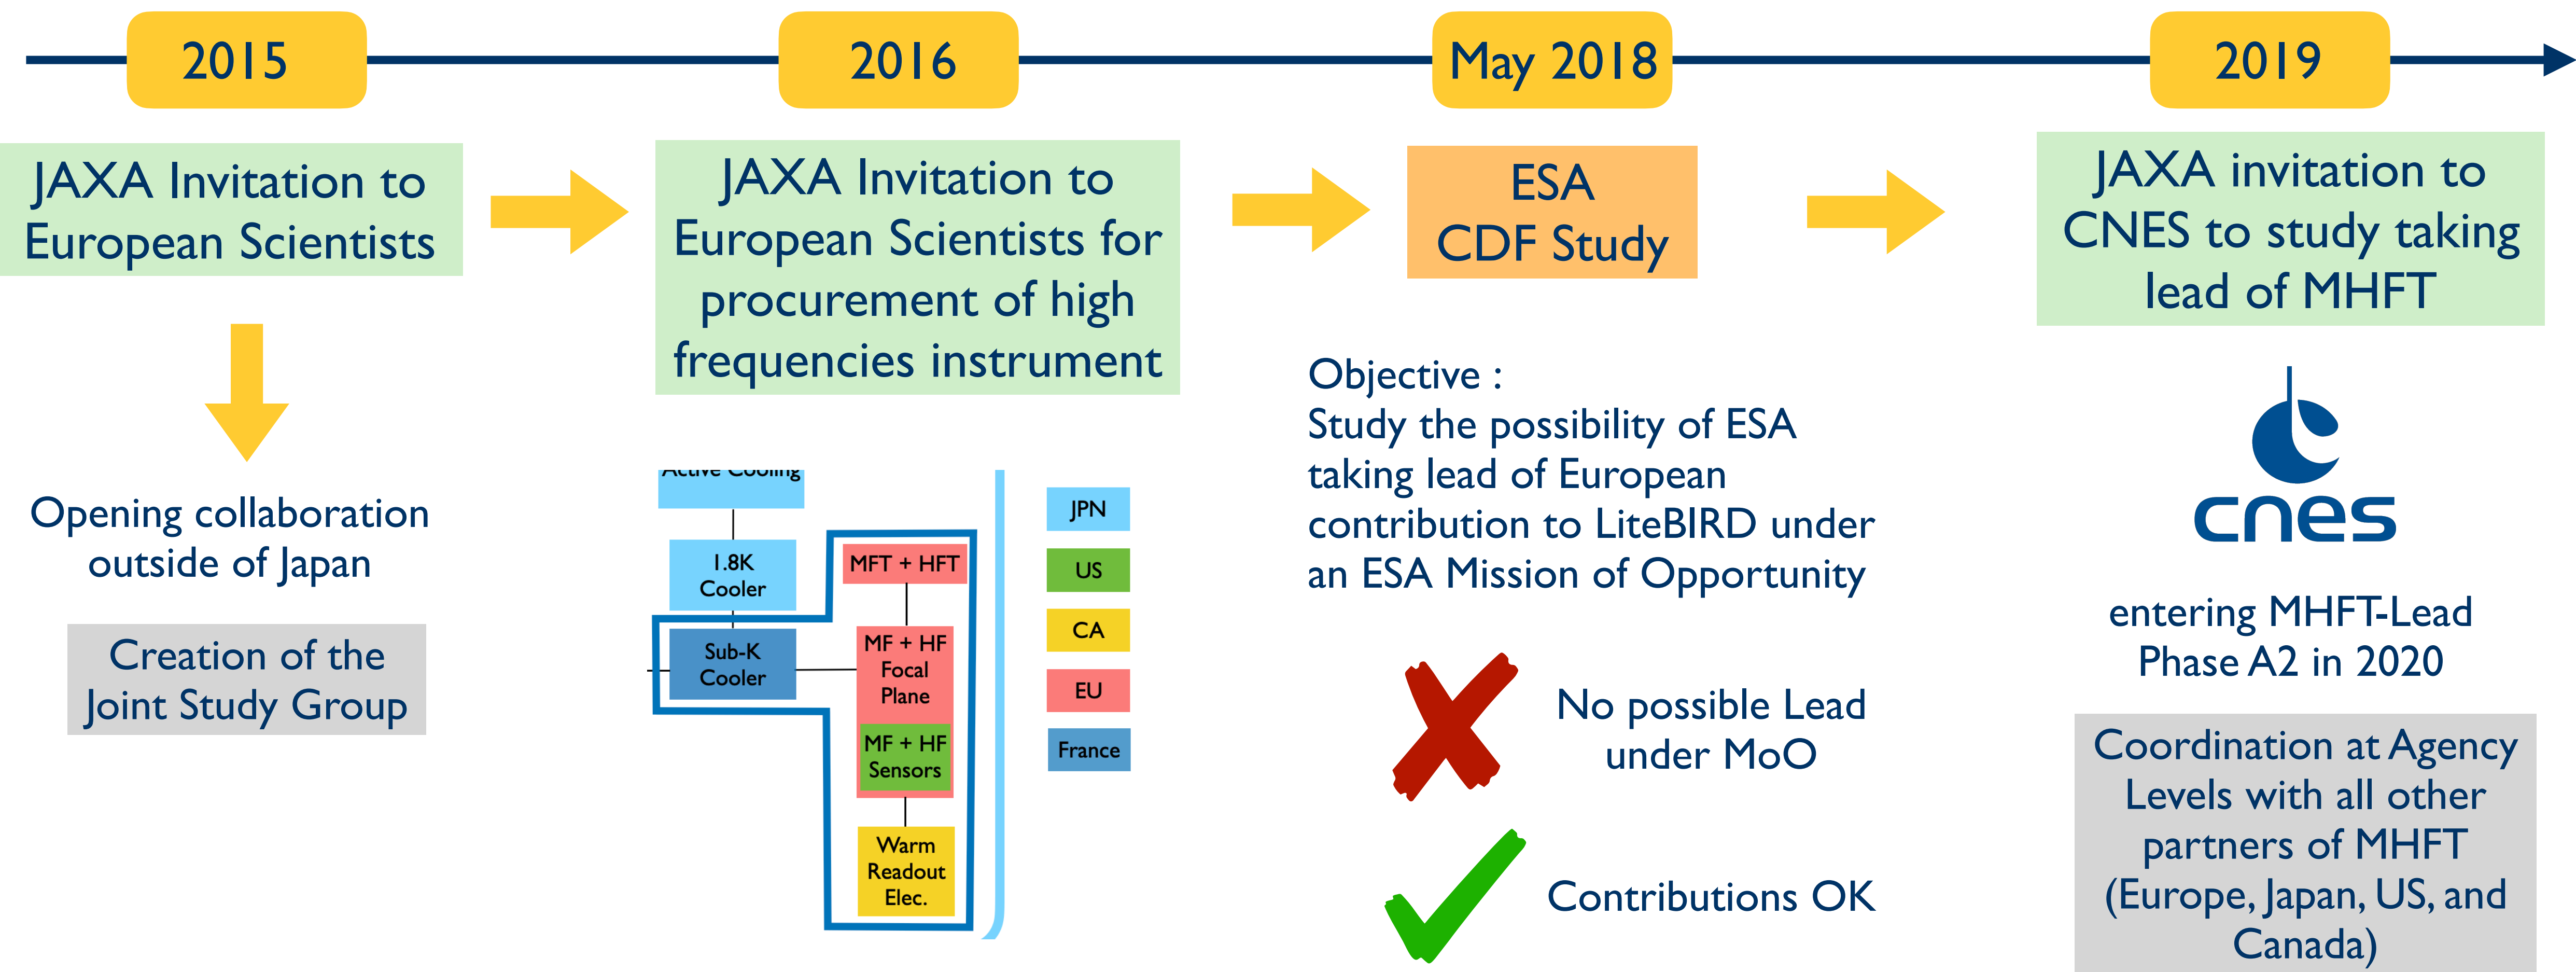 2015
2016
May 2018
2019
JAXA Invitation to
European Scientists
Opening collaboration
outside of Japan
Creation of the
Joint Study Group
JAXA Invitation to
European Scientists for
procurement of high
frequencies instrument
Active Cooling
1.8K
Cooler
Sub-K
Cooler
MFT + HFT
MF + HF
Focal
Plane
MF + HF
Sensors
Warm
Readout
Elec.
JPN
US
CA
EU
France
ESA
CDF Study
Objective :
Study the possibility of ESA
taking lead of European
contribution to LiteBIRD under
an ESA Mission of Opportunity
No possible Lead
under MoO
Contributions OK
JAXA invitation to
CNES to study taking
lead of MHFT
cnes
entering MHFT-Lead
Phase A2 in 2020
Coordination at Agency
Levels with all other
partners of MHFT
(Europe, Japan, US, and
Canada)